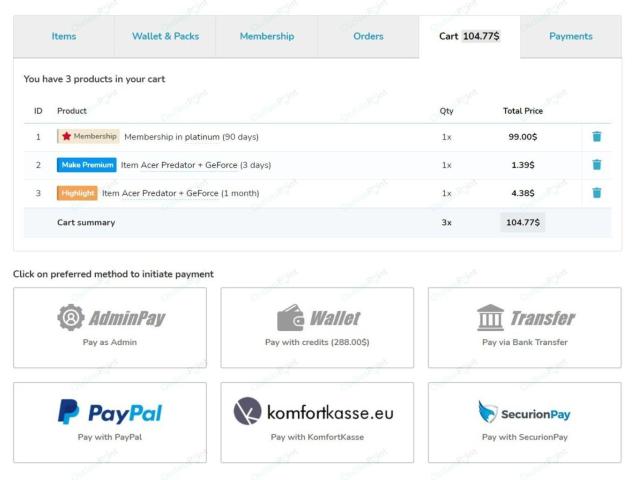 Items Wallet & Packs Membership Orders Cart 104.77$ Payments
You have 3 products in your cart
ID Product Qty Total Price
1 Membership Membership in platinum (90 days) 1x 99.00$
2 Make Premium Item Acer Predator + GeForce (3 days) 1x 1.39$
3 Highlight Item Acer Predator + GeForce (1 month) 1x 4.38$
Cart summary 3x 104.77$
Click on preferred method to initiate payment
AdminPay Wallet Transfer
Pay as Admin Pay with credits (288.00$) Pay via Bank Transfer
PayPal komfortkasse.eu SecurionPay
Pay with PayPal Pay with KomfortKasse Pay with SecurionPay